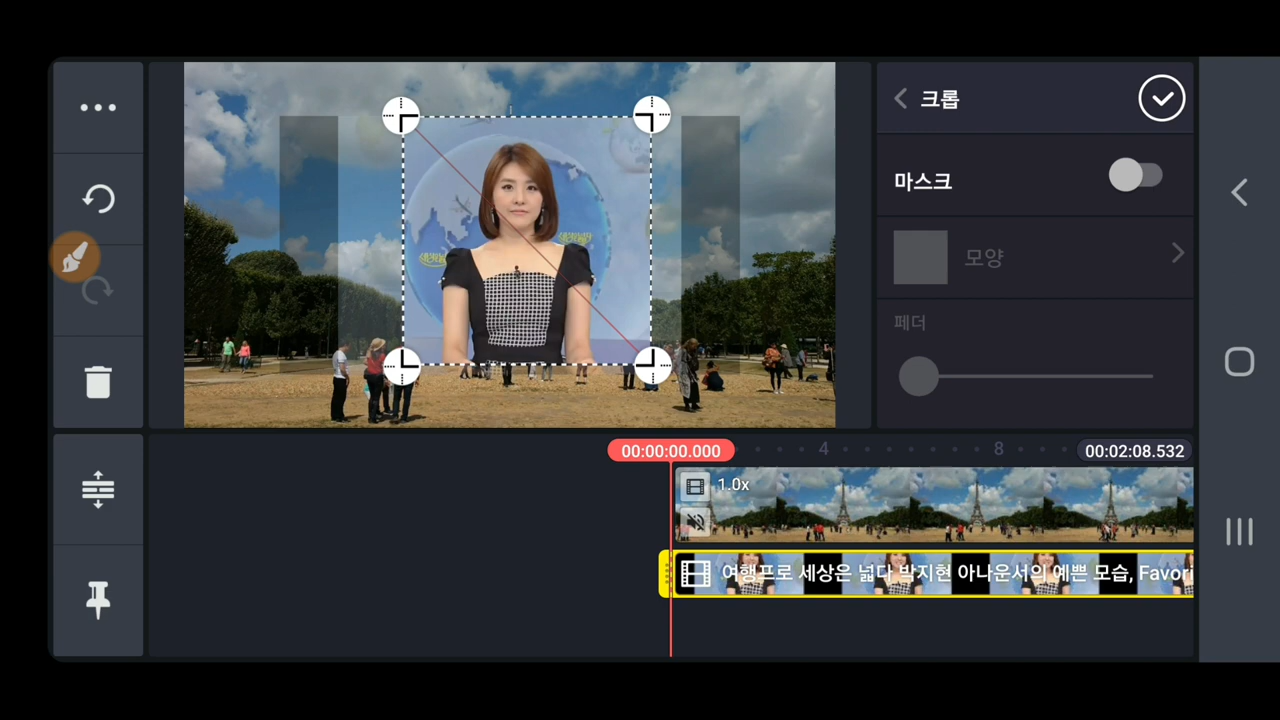 크롭
마스크
모양
페더
00:00:00.000
4
8
00:02:08.532
1.0x
여행프로 세상은 넓다 박지현 아나운서의 예쁜 모습, Favori